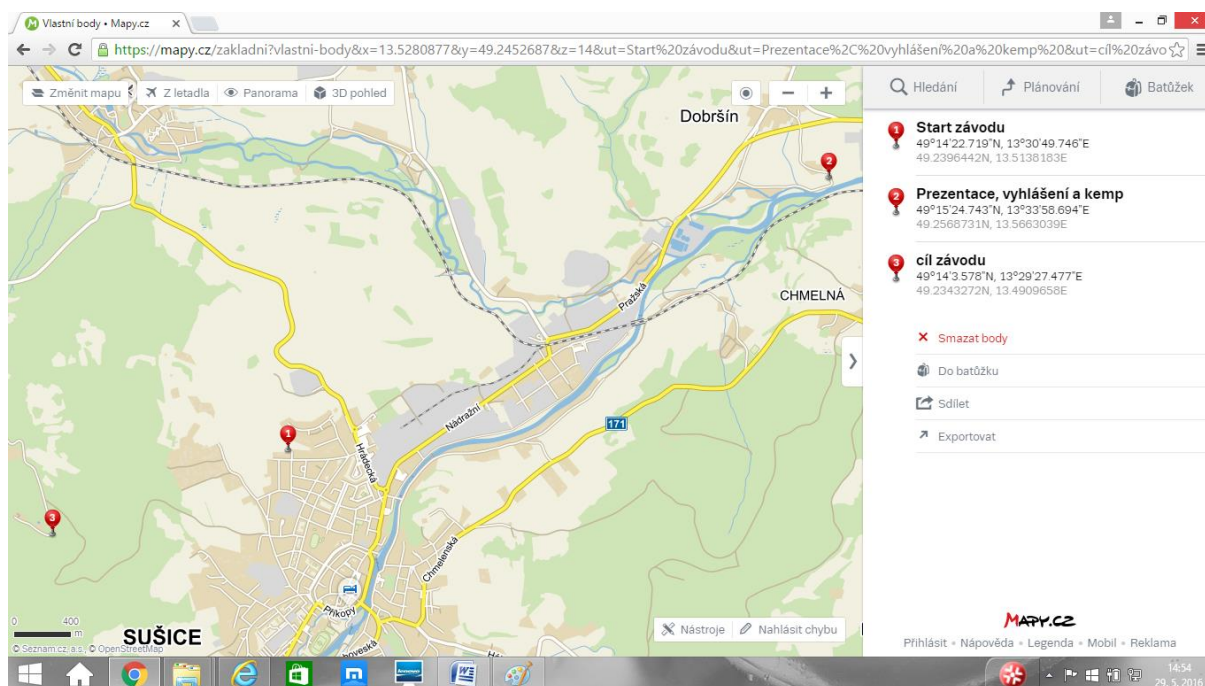 Vlastní body • Mapy.cz
https://mapy.cz/zakladni?vlastni-body&x=13.5280877&y=49.2452687&z=14&ut=Start%20závodu&ut=Prezentace%2C%20vyhlášení%20a%20kemp%20&ut=cíl%20závo
Změnit mapu
Z letadla
Panorama
3D pohled
Dobršín
2
Pražská
CHMELNÁ
171
Nádražní
1
Hrádecká
3
Chmelenská
Příkopy
0 400
m
SUŠICE
© Seznam.cz, a.s., © OpenStreetMap
Nástroje
Nahlásit chybu
Hledání
Plánování
Batůžek
1
Start závodu
49°14'22.719"N, 13°30'49.746"E
49.2396442N, 13.5138183E
2
Prezentace, vyhlášení a kemp
49°15'24.743"N, 13°33'58.694"E
49.2568731N, 13.5663039E
3
cíl závodu
49°14'3.578"N, 13°29'27.477"E
49.2343272N, 13.4909658E
Smazat body
Do batůžku
Sdílet
Exportovat
MAPY.CZ
Přihlásit • Nápověda • Legenda • Mobil • Reklama
14:54
29. 5. 2016